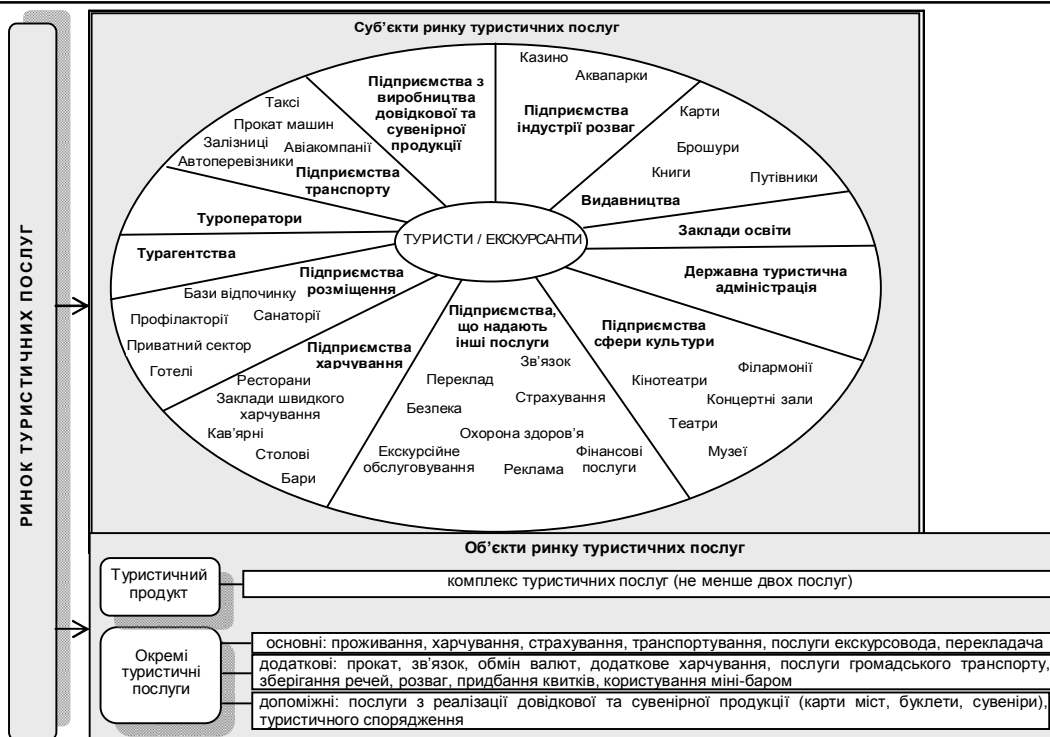 РИНОК ТУРИСТИЧНИХ ПОСЛУГ
Суб’єкти ринку туристичних послуг
Казино
Аквапарки
Підприємства
індустрії розваг
Підприємства з
виробництва
довідкової та
сувенірної
продукції
Таксі
Прокат машин
Залізниці
Авіакомпанії
Автоперевізники
Підприємства
транспорту
Карти
Брошури
Книги
Путівники
Видавництва
Туроператори
ТУРИСТИ / ЕКСКУРСАНТИ
Заклади освіти
Турагентства
Державна туристична
адміністрація
Підприємства
розміщення
Бази відпочинку
Профілакторії
Санаторії
Приватний сектор
Готелі
Підприємства
харчування
Ресторани
Заклади швидкого
харчування
Кав’ярні
Столові
Бари
Підприємства,
що надають
інші послуги
Зв’язок
Переклад
Страхування
Безпека
Охорона здоров’я
Екскурсійне
обслуговування
Реклама
Фінансові
послуги
Підприємства
сфери культури
Філармонії
Кінотеатри
Концертні зали
Театри
Музеї
Об’єкти ринку туристичних послуг
Туристичний
продукт
комплекс туристичних послуг (не менше двох послуг)
Окремі
туристичні
послуги
основні: проживання, харчування, страхування, транспортування, послуги екскурсовода, перекладача
додаткові: прокат, зв’язок, обмін валют, додаткове харчування, послуги громадського транспорту,
зберігання речей, розваг, придбання квитків, користування міні-баром
допоміжні: послуги з реалізації довідкової та сувенірної продукції (карти міст, буклети, сувеніри),
туристичного спорядження